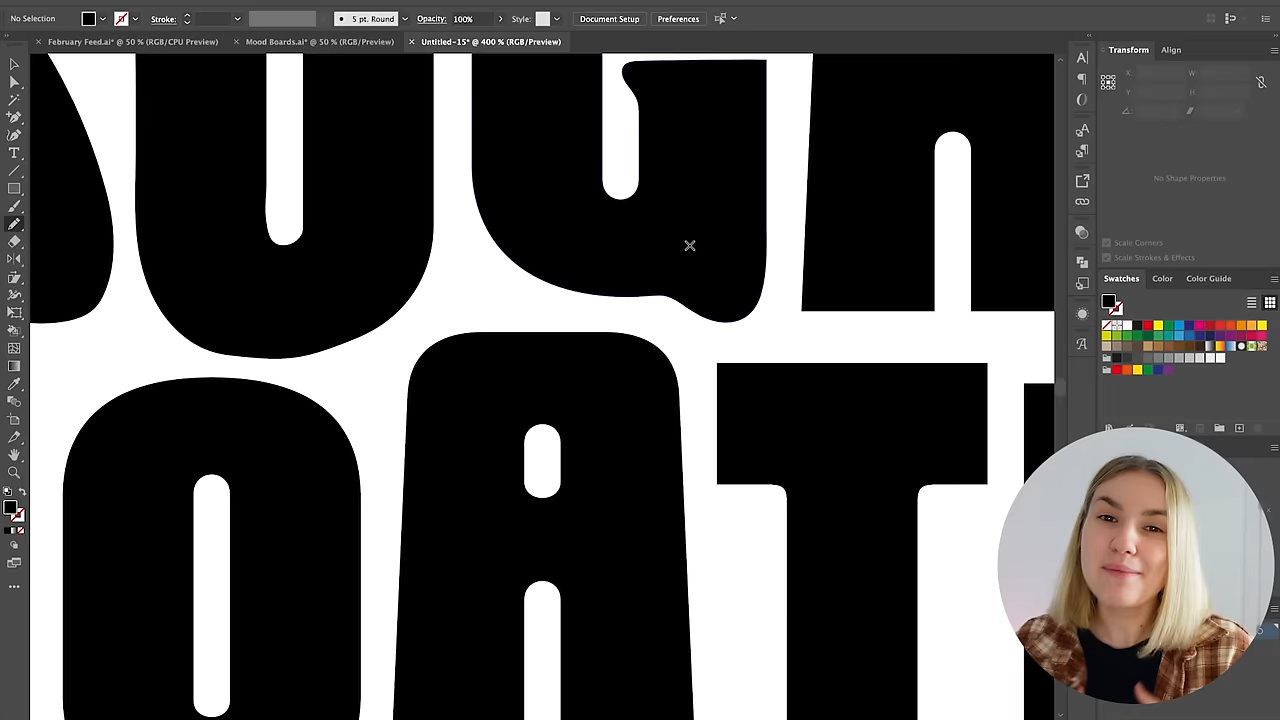 No Selection Stroke: 5 pt. Round Opacity: 100% Style: Document Setup Preferences
February Feed.ai* @ 50 % (RGB/CPU Preview) Mood Boards.ai* @ 50 % (RGB/Preview) Untitled-15* @ 400 % (RGB/Preview)
Transform Align
X: W:
Y: H:
No Shape Properties
Scale Corners
Scale Strokes & Effects
Swatches Color Color Guide
OUGA
OAT